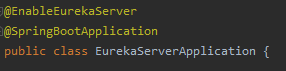 @EnableEurekaServer
@SpringBootApplication
public class EurekaServerApplication {